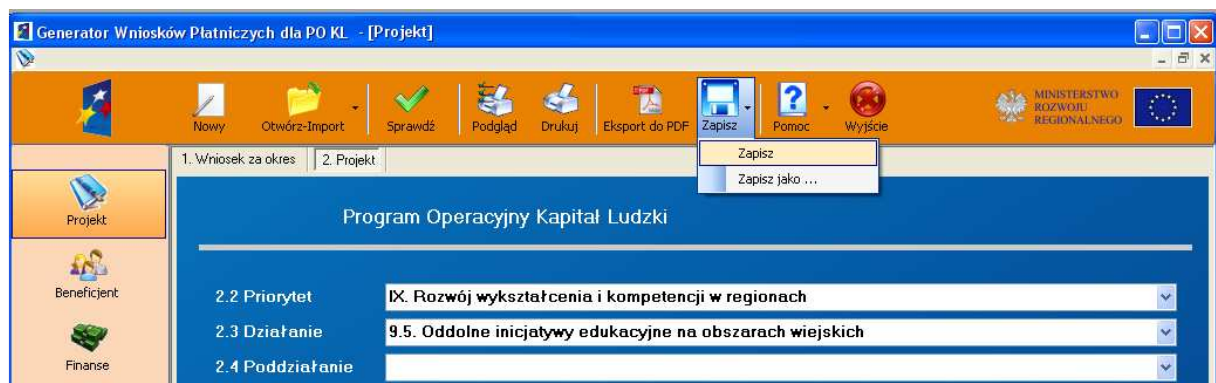 Generator Wniosków Płatniczych dla PO KL - [Projekt]
Nowy
Otwórz-Import
Sprawdź
Podgląd
Drukuj
Eksport do PDF
Zapisz
Pomoc
Wyjście
MINISTERSTWO
ROZWOJU
REGIONALNEGO
1. Wniosek za okres
2. Projekt
Zapisz
Zapisz jako ...
Projekt
Beneficjent
Finanse
Program Operacyjny Kapitał Ludzki
2.2 Priorytet
IX. Rozwój wykształcenia i kompetencji w regionach
2.3 Działanie
9.5. Oddolne inicjatywy edukacyjne na obszarach wiejskich
2.4 Poddziałanie